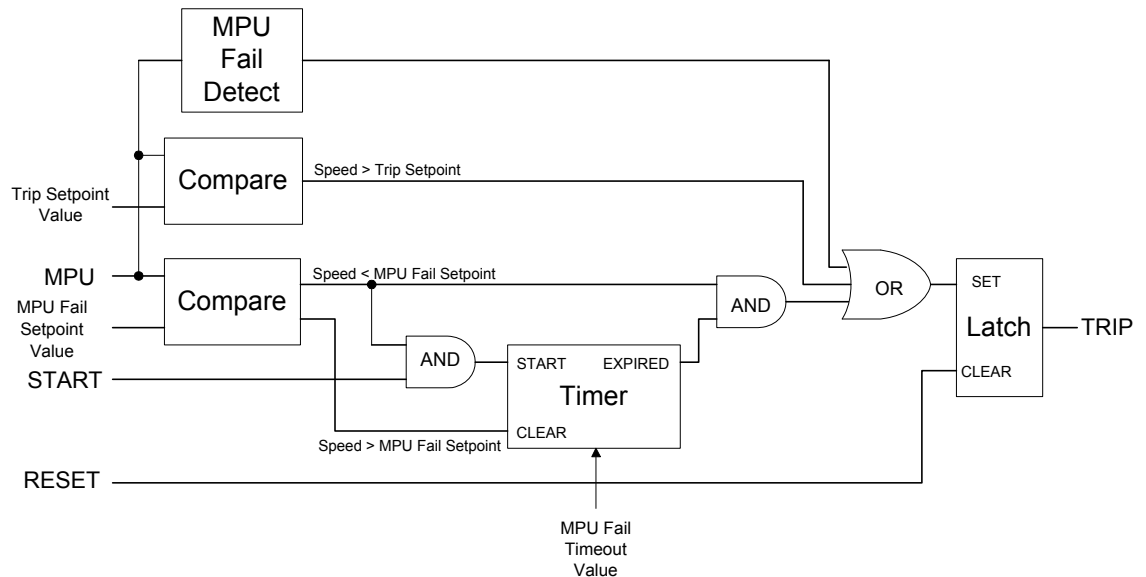 MPU
Fail
Detect
Compare
Speed > Trip Setpoint
Trip Setpoint
Value
MPU
Compare
Speed < MPU Fail Setpoint
MPU Fail
Setpoint
Value
AND
OR
SET
Latch
TRIP
CLEAR
START
AND
START
EXPIRED
Timer
CLEAR
Speed > MPU Fail Setpoint
RESET
MPU Fail
Timeout
Value